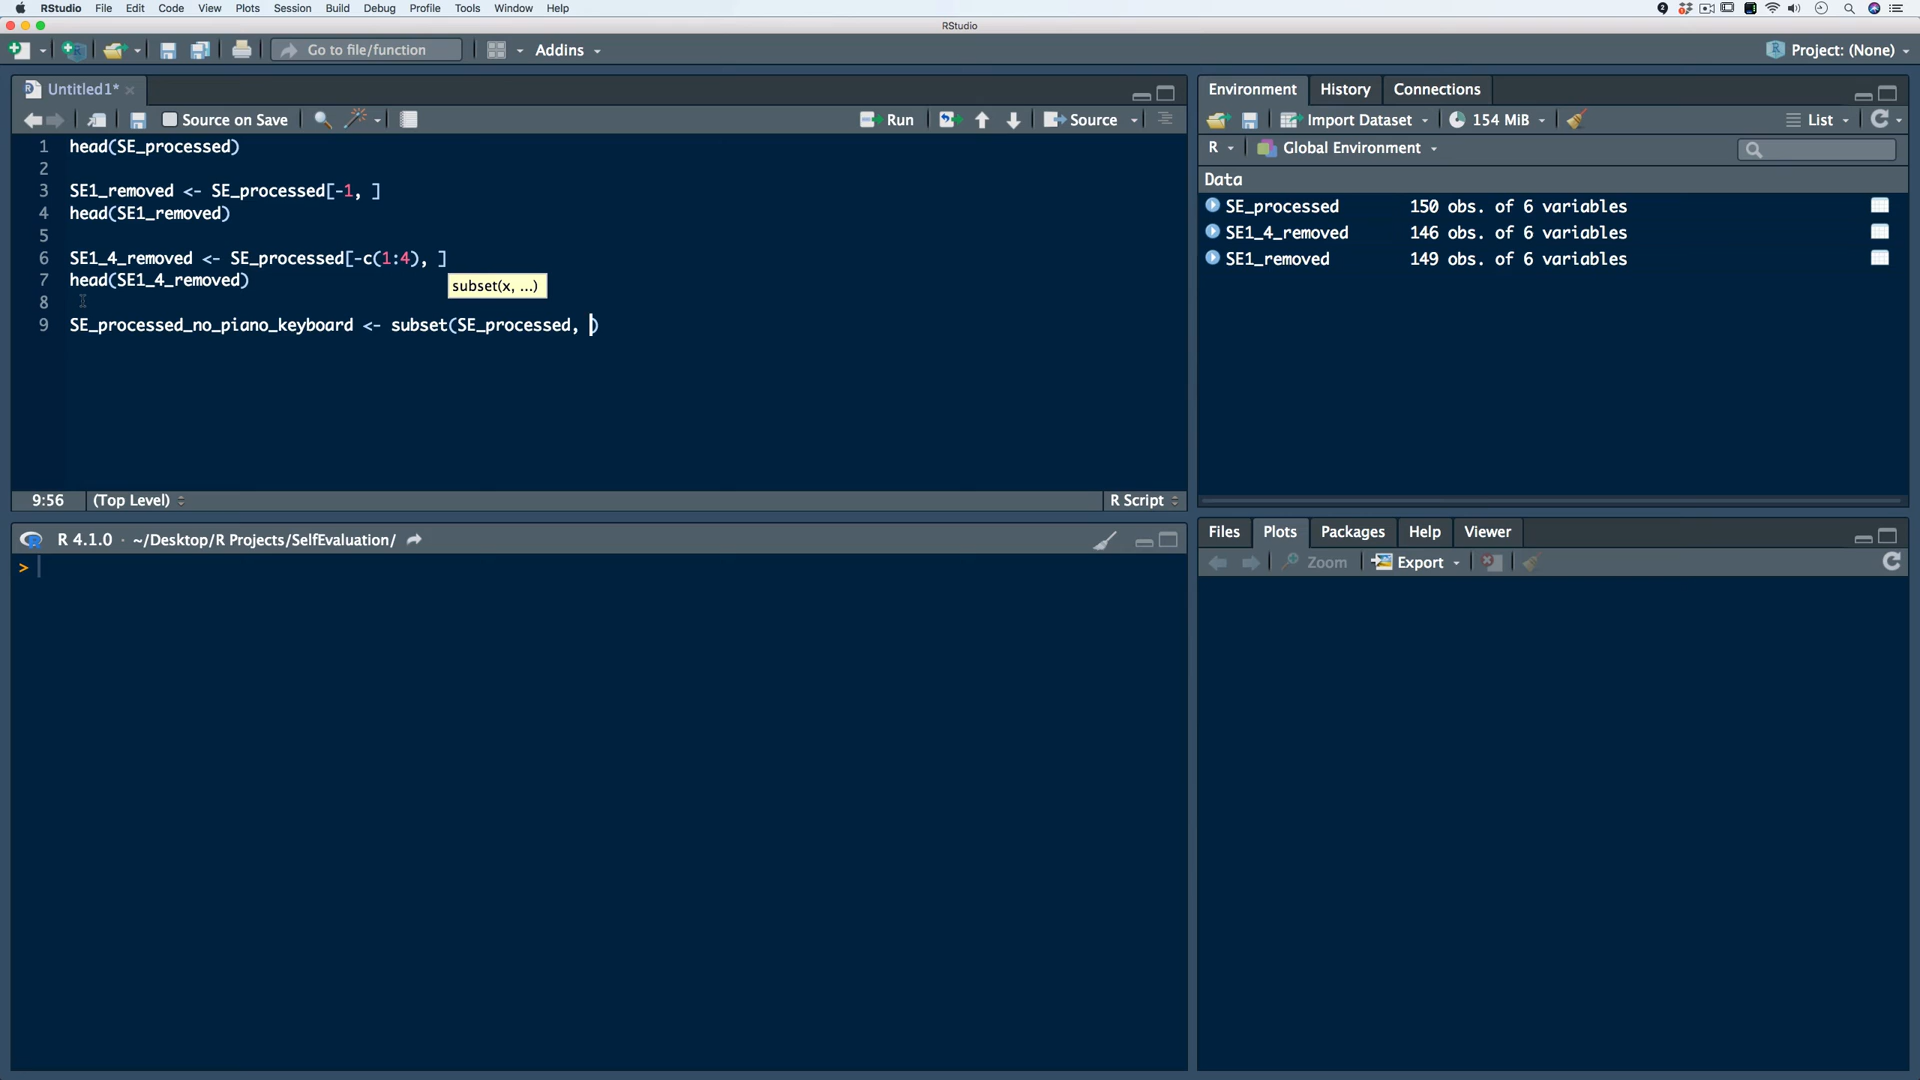 RStudio File Edit Code View Plots Session Build Debug Profile Tools Window Help
RStudio
Go to file/function Addins Project: (None)
Untitled1*
Source on Save Run Source
1 head(SE_processed)
2
3 SE1_removed <- SE_processed[-1, ]
4 head(SE1_removed)
5
6 SE1_4_removed <- SE_processed[-c(1:4), ]
7 head(SE1_4_removed)
subset(x, ...)
8
9 SE_processed_no_piano_keyboard <- subset(SE_processed, )
9:56 (Top Level) R Script
R 4.1.0 · ~/Desktop/R Projects/SelfEvaluation/
>
Environment History Connections
Import Dataset 154 MiB List
R Global Environment
Data
SE_processed 150 obs. of 6 variables
SE1_4_removed 146 obs. of 6 variables
SE1_removed 149 obs. of 6 variables
Files Plots Packages Help Viewer
Zoom Export